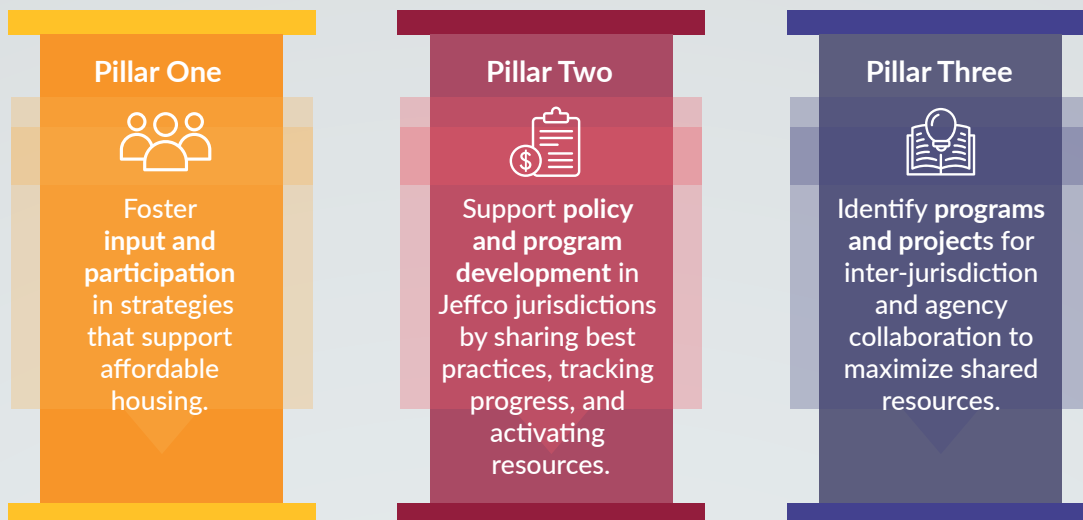 Pillar One
Foster
input and
participation
in strategies
that support
affordable
housing.
Pillar Two
$
Support policy
and program
development in
Jeffco jurisdictions
by sharing best
practices, tracking
progress, and
activating
resources.
Pillar Three
Identify programs
and projects for
inter-jurisdiction
and agency
collaboration to
maximize shared
resources.